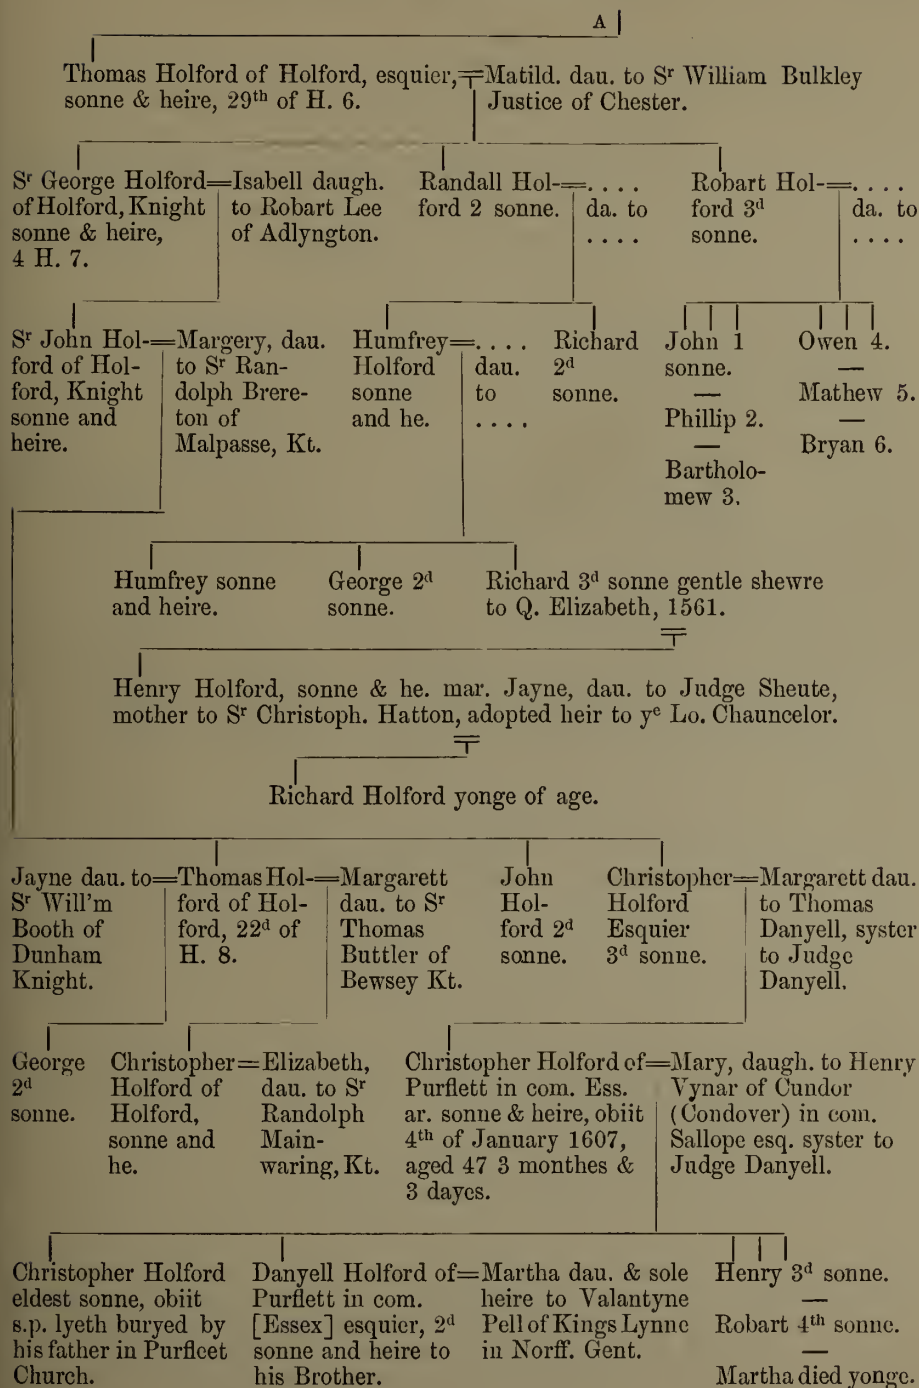 A
Thomas Holford of Holford, esquier,
sonne & heire, 29th of H. 6.
Matild. dau. to Sr William Bulkley
Justice of Chester.
Sr George Holford
of Holford, Knight
sonne & heire,
4 H. 7.
Isabell daugh.
to Robart Lee
of Adlyngton.
Randall Hol-
ford 2 sonne.
. . . .
da. to
. . . .
Robart Hol-
ford 3d
sonne.
. . . .
da. to
. . . .
Sr John Hol-
ford of Hol-
ford, Knight
sonne and
heire.
Margery, dau.
to Sr Ran-
dolph Brere-
ton of
Malpasse, Kt.
Humfrey
Holford
sonne
and he.
. . . .
dau.
to
. . . .
Richard
2d
sonne.
John 1
sonne.
—
Phillip 2.
—
Bartholo-
mew 3.
Owen 4.
—
Mathew 5.
—
Bryan 6.
Humfrey sonne
and heire.
George 2d
sonne.
Richard 3d sonne gentle shewre
to Q. Elizabeth, 1561.
Henry Holford, sonne & he. mar. Jayne, dau. to Judge Sheute,
mother to Sr Christoph. Hatton, adopted heir to ye Lo. Chauncelor.
Richard Holford yonge of age.
Jayne dau. to
Sr Will'm
Booth of
Dunham
Knight.
Thomas Hol-
ford of Hol-
ford, 22d of
H. 8.
Margarett
dau. to Sr
Thomas
Buttler of
Bewsey Kt.
John
Hol-
ford 2d
sonne.
Christopher
Holford
Esquier
3d sonne.
Margarett dau.
to Thomas
Danyell, syster
to Judge
Danyell.
George
2d
sonne.
Christopher
Holford of
Holford,
sonne and
he.
Elizabeth,
dau. to Sr
Randolph
Main-
waring, Kt.
Christopher Holford of
Purflett in com. Ess.
ar. sonne & heire, obiit
4th of January 1607,
aged 47 3 monthes &
3 dayes.
Mary, daugh. to Henry
Vynar of Cundor
(Condover) in com.
Sallope esq. syster to
Judge Danyell.
Christopher Holford
eldest sonne, obiit
s.p. lyeth buryed by
his father in Purfleet
Church.
Danyell Holford of
Purflett in com.
[Essex] esquier, 2d
sonne and heire to
his Brother.
Martha dau. & sole
heire to Valantyne
Pell of Kings Lynne
in Norff. Gent.
Henry 3d sonne.
—
Robart 4th sonne.
—
Martha died yonge.